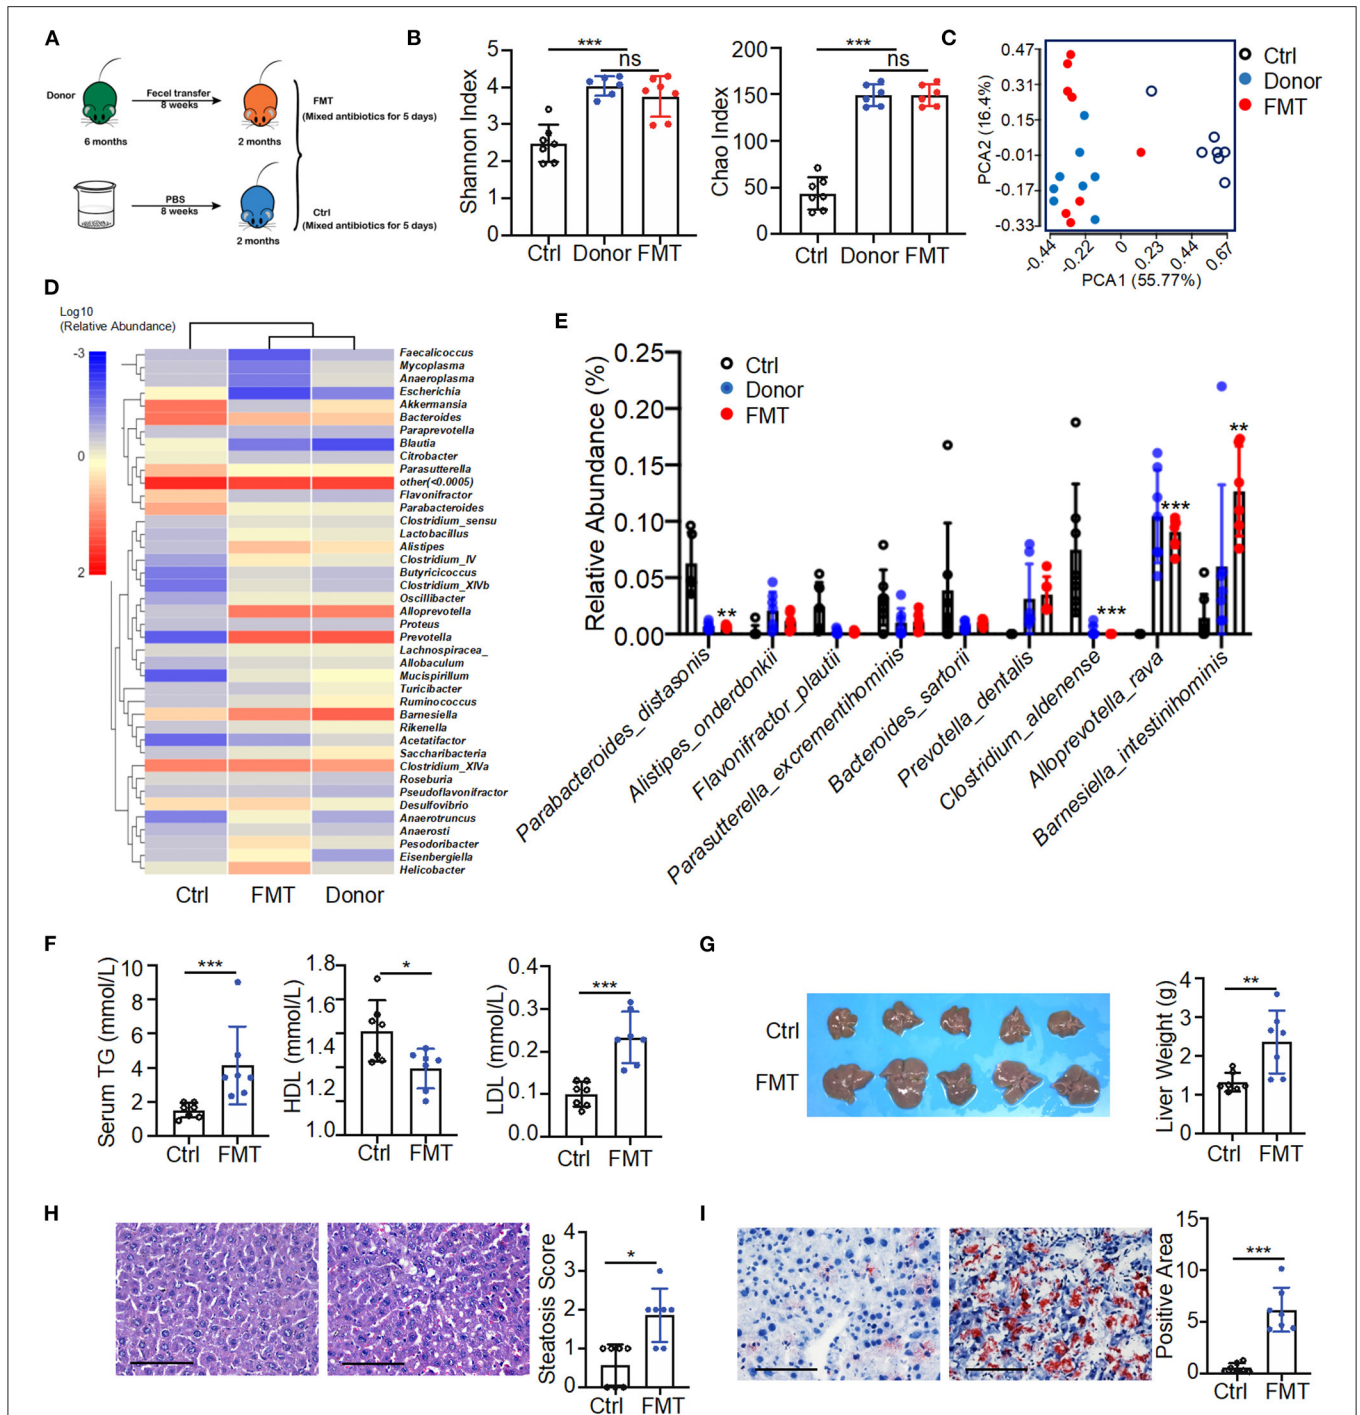 A
Donor
Fecel transfer
8 weeks
6 months
2 months
FMT
(Mixed antibiotics for 5 days)
PBS
8 weeks
2 months
Ctrl
(Mixed antibiotics for 5 days)
B
Shannon Index
5
4
3
2
1
0
***
ns
Ctrl
Donor
FMT
Chao Index
200
150
100
50
0
***
ns
Ctrl
Donor
FMT
C
PCA2 (16.4%)
0.47
0.31
0.15
-0.01
-0.17
-0.33
-0.44
-0.22
0
0.23
0.44
0.67
PCA1 (55.77%)
Ctrl
Donor
FMT
D
Log10
(Relative Abundance)
-3
0
2
Faecalicoccus
Mycoplasma
Anaeroplasma
Escherichia
Akkermansia
Bacteroides
Paraprevotella
Blautia
Citrobacter
Parasutterella
other(<0.0005)
Flavonifractor
Parabacteroides
Clostridium_sensu
Lactobacillus
Alistipes
Clostridium_IV
Butyricicoccus
Clostridium_XIVb
Oscillibacter
Alloprevotella
Proteus
Prevotella
Lachnospiracea_
Allobaculum
Mucispirillum
Turicibacter
Ruminococcus
Barnesiella
Rikenella
Acetatifactor
Saccharibacteria
Clostridium_XIVa
Roseburia
Pseudoflavonifractor
Desulfovibrio
Anaerotruncus
Anaerosti
Pesodoribacter
Eisenbergiella
Helicobacter
Ctrl
FMT
Donor
E
Relative Abundance (%)
0.25
0.20
0.15
0.10
0.05
0.00
Ctrl
Donor
FMT
**
***
***
**
Parabacteroides_distasonis
Alistipes_onderdonkii
Flavonifractor_plautii
Parasutterella_excrementihominis
Bacteroides_sartorii
Prevotella_dentalis
Clostridium_aldenense
Alloprevotella_rava
Barnesiella_intestinihominis
F
Serum TG (mmol/L)
10
8
6
4
2
0
***
Ctrl
FMT
HDL (mmol/L)
1.8
1.6
1.4
1.2
1.0
*
Ctrl
FMT
LDL (mmol/L)
0.4
0.3
0.2
0.1
0.0
***
Ctrl
FMT
G
Ctrl
FMT
Liver Weight (g)
4
3
2
1
0
**
Ctrl
FMT
H
Steatosis Score
4
3
2
1
0
*
Ctrl
FMT
I
Positive Area
15
10
5
0
***
Ctrl
FMT